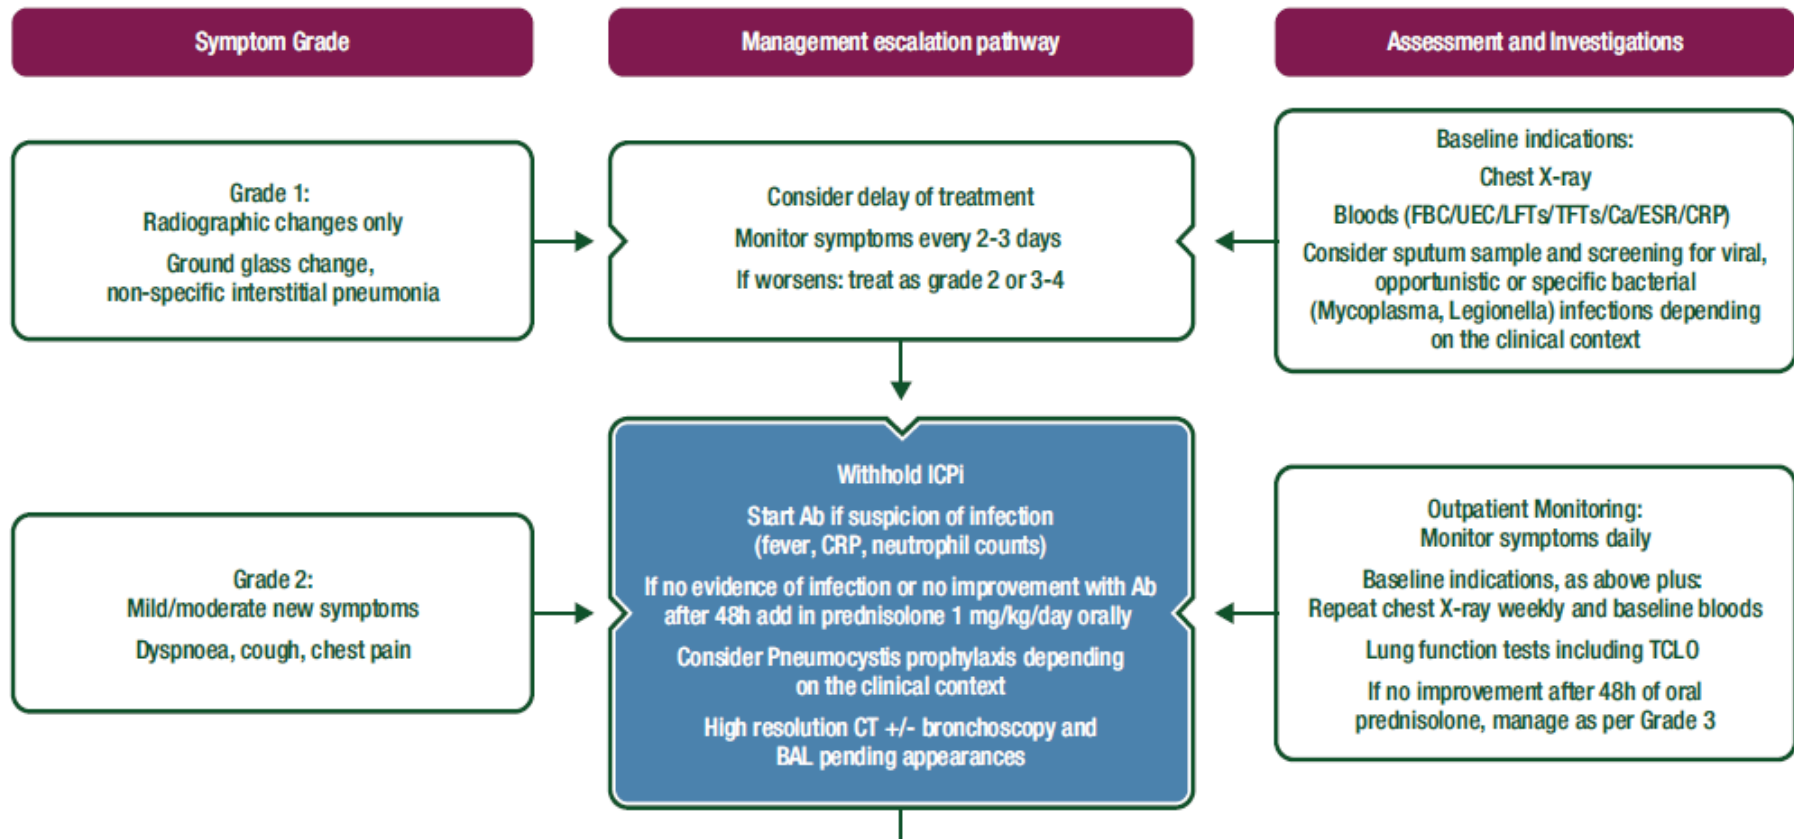 Symptom Grade
Management escalation pathway
Assessment and Investigations
Grade 1:
Radiographic changes only
Ground glass change,
non-specific interstitial pneumonia
Consider delay of treatment
Monitor symptoms every 2-3 days
If worsens: treat as grade 2 or 3-4
Baseline indications:
Chest X-ray
Bloods (FBC/UEC/LFTs/TFTs/Ca/ESR/CRP)
Consider sputum sample and screening for viral,
opportunistic or specific bacterial
(Mycoplasma, Legionella) infections depending
on the clinical context
Grade 2:
Mild/moderate new symptoms
Dyspnoea, cough, chest pain
Withhold ICPi
Start Ab if suspicion of infection
(fever, CRP, neutrophil counts)
If no evidence of infection or no improvement with Ab
after 48h add in prednisolone 1 mg/kg/day orally
Consider Pneumocystis prophylaxis depending
on the clinical context
High resolution CT +/- bronchoscopy and
BAL pending appearances
Outpatient Monitoring:
Monitor symptoms daily
Baseline indications, as above plus:
Repeat chest X-ray weekly and baseline bloods
Lung function tests including TCLO
If no improvement after 48h of oral
prednisolone, manage as per Grade 3